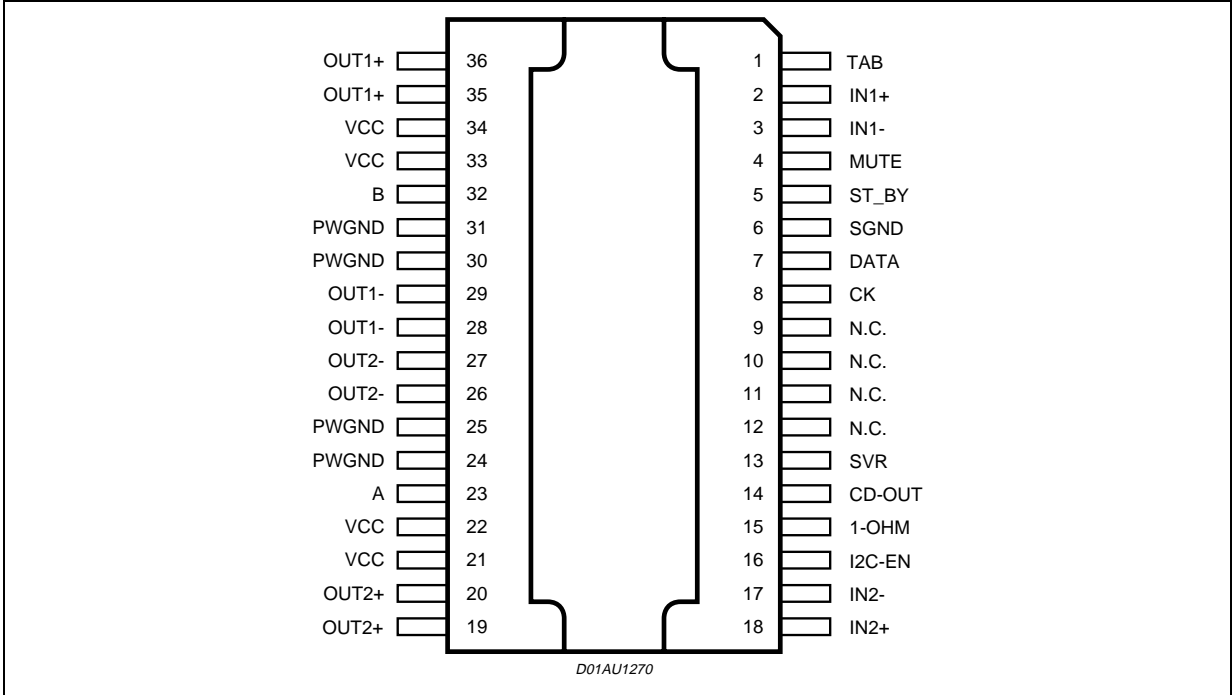 OUT1+ 36 1 TAB
OUT1+ 35 2 IN1+
VCC 34 3 IN1-
VCC 33 4 MUTE
B 32 5 ST_BY
PWGND 31 6 SGND
PWGND 30 7 DATA
OUT1- 29 8 CK
OUT1- 28 9 N.C.
OUT2- 27 10 N.C.
OUT2- 26 11 N.C.
PWGND 25 12 N.C.
PWGND 24 13 SVR
A 23 14 CD-OUT
VCC 22 15 1-OHM
VCC 21 16 I2C-EN
OUT2+ 20 17 IN2-
OUT2+ 19 18 IN2+
D01AU1270